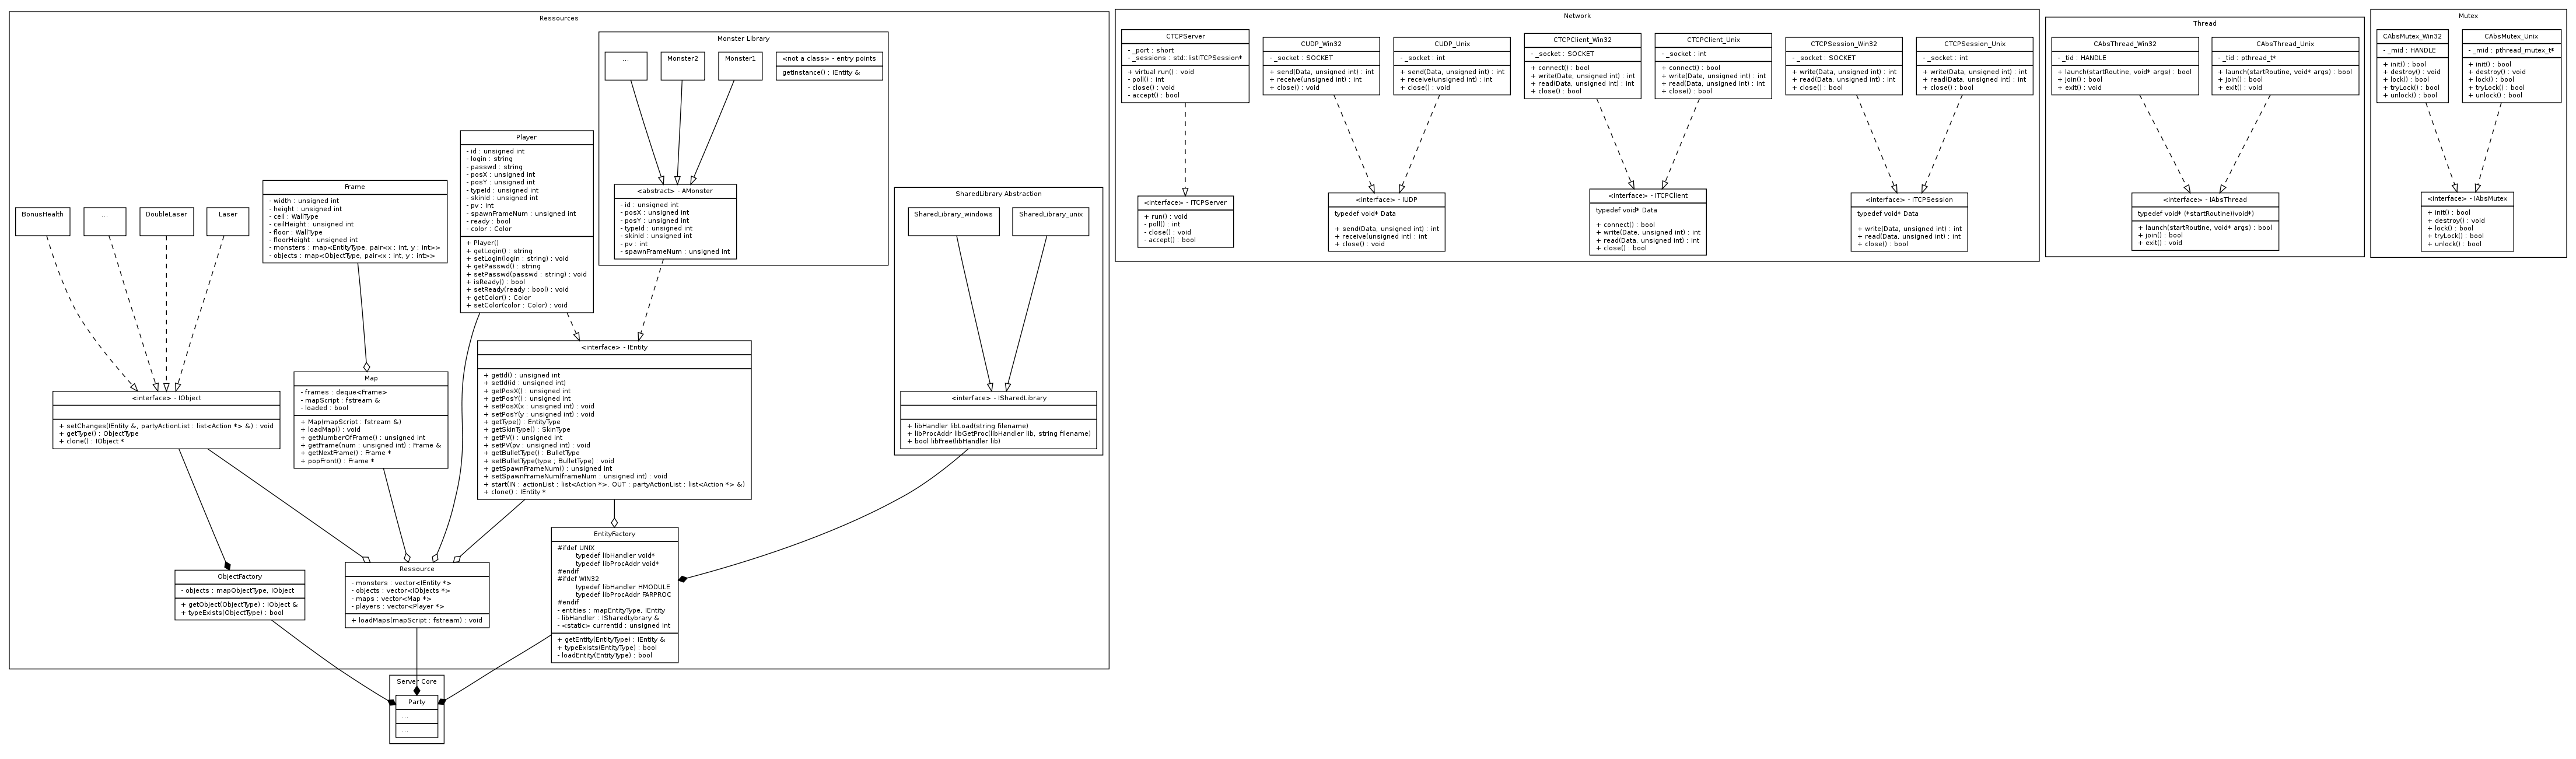 Ressources
Monster Library
...
Monster2
Monster1
<not a class> - entry points
getInstance() ; IEntity &
<abstract> - AMonster
- id : unsigned int
- posX : unsigned int
- posY : unsigned int
- typeId : unsigned int
- skinId : unsigned int
- pv : int
- spawnFrameNum : unsigned int
Player
- id : unsigned int
- login : string
- passwd : string
- posX : unsigned int
- posY : unsigned int
- typeId : unsigned int
- skinId : unsigned int
- pv : int
- spawnFrameNum : unsigned int
- ready : bool
- color : Color
+ Player()
+ getLogin() : string
+ setLogin(login : string) : void
+ getPasswd() : string
+ setPasswd(passwd : string) : void
+ isReady() : bool
+ setReady(ready : bool) : void
+ getColor() : Color
+ setColor(color : Color) : void
Frame
- width : unsigned int
- height : unsigned int
- ceil : WallType
- ceilHeight : unsigned int
- floor : WallType
- floorHeight : unsigned int
- monsters : map<EntityType, pair<x : int, y : int>>
- objects : map<ObjectType, pair<x : int, y : int>>
BonusHealth
...
DoubleLaser
Laser
SharedLibrary Abstraction
SharedLibrary_windows
SharedLibrary_unix
<interface> - ISharedLibrary
+ libHandler libLoad(string filename)
+ libProcAddr libGetProc(libHandler lib, string filename)
+ bool libFree(libHandler lib)
<interface> - IEntity
+ getId() : unsigned int
+ setId(id : unsigned int)
+ getPosX() : unsigned int
+ getPosY() : unsigned int
+ setPosX(x : unsigned int) : void
+ setPosY(y : unsigned int) : void
+ getType() : EntityType
+ getSkinType() : SkinType
+ getPV() : unsigned int
+ setPV(pv : unsigned int) : void
+ getBulletType() : BulletType
+ setBulletType(type ; BulletType) : void
+ getSpawnFrameNum() : unsigned int
+ setSpawnFrameNum(frameNum : unsigned int) : void
+ start(IN : actionList : list<Action *>, OUT : partyActionList : list<Action *> &)
+ clone() : IEntity *
Map
- frames : deque<Frame>
- mapScript : fstream &
- loaded : bool
+ Map(mapScript : fstream &)
+ loadMap() : void
+ getNumberOfFrame() : unsigned int
+ getFrame(num : unsigned int) : Frame &
+ getNextFrame() : Frame *
+ popFront() : Frame *
<interface> - IObject
+ setChanges(IEntity &, partyActionList : list<Action *> &) : void
+ getType() : ObjectType
+ clone() : IObject *
ObjectFactory
- objects : mapObjectType, IObject
+ getObject(ObjectType) : IObject &
+ typeExists(ObjectType) : bool
Ressource
- monsters : vector<IEntity *>
- objects : vector<IObjects *>
- maps : vector<Map *>
- players : vector<Player *>
+ loadMaps(mapScript : fstream) : void
EntityFactory
#ifdef UNIX
typedef libHandler void*
typedef libProcAddr void*
#endif
#ifdef WIN32
typedef libHandler HMODULE
typedef libProcAddr FARPROC
#endif
- entities : mapEntityType, IEntity
- libHandler : ISharedLybrary &
- <static> currentId : unsigned int
+ getEntity(EntityType) : IEntity &
+ typeExists(EntityType) : bool
- loadEntity(EntityType) : bool
Server Core
Party
...
...
Network
CTCPServer
- _port : short
- _sessions : std::listITCPSession*
+ virtual run() : void
- poll() : int
- close() : void
- accept() : bool
CUDP_Win32
- _socket : SOCKET
+ send(Data, unsigned int) : int
+ receive(unsigned int) : int
+ close() : void
CUDP_Unix
- _socket : int
+ send(Data, unsigned int) : int
+ receive(unsigned int) : int
+ close() : void
CTCPClient_Win32
- _socket : SOCKET
+ connect() : bool
+ write(Data, unsigned int) : int
+ read(Data, unsigned int) : int
+ close() : bool
CTCPClient_Unix
- _socket : int
+ connect() : bool
+ write(Data, unsigned int) : int
+ read(Data, unsigned int) : int
+ close() : bool
CTCPSession_Win32
- _socket : SOCKET
+ write(Data, unsigned int) : int
+ read(Data, unsigned int) : int
+ close() : bool
CTCPSession_Unix
- _socket : int
+ write(Data, unsigned int) : int
+ read(Data, unsigned int) : int
+ close() : bool
<interface> - ITCPServer
+ run() : void
- poll() : int
- close() : void
- accept() : bool
<interface> - IUDP
typedef void* Data
+ send(Data, unsigned int) : int
+ receive(unsigned int) : int
+ close() : void
<interface> - ITCPClient
typedef void* Data
+ connect() : bool
+ write(Data, unsigned int) : int
+ read(Data, unsigned int) : int
+ close() : bool
<interface> - ITCPSession
typedef void* Data
+ write(Data, unsigned int) : int
+ read(Data, unsigned int) : int
+ close() : bool
Thread
CAbsThread_Win32
- _tid : HANDLE
+ launch(startRoutine, void* args) : bool
+ join() : bool
+ exit() : void
CAbsThread_Unix
- _tid : pthread_t*
+ launch(startRoutine, void* args) : bool
+ join() : bool
+ exit() : void
<interface> - IAbsThread
typedef void* (*startRoutine)(void*)
+ launch(startRoutine, void* args) : bool
+ join() : bool
+ exit() : void
Mutex
CAbsMutex_Win32
- _mid : HANDLE
+ init() : bool
+ destroy() : void
+ lock() : bool
+ tryLock() : bool
+ unlock() : bool
CAbsMutex_Unix
- _mid : pthread_mutex_t*
+ init() : bool
+ destroy() : void
+ lock() : bool
+ tryLock() : bool
+ unlock() : bool
<interface> - IAbsMutex
+ init() : bool
+ destroy() : void
+ lock() : bool
+ tryLock() : bool
+ unlock() : bool